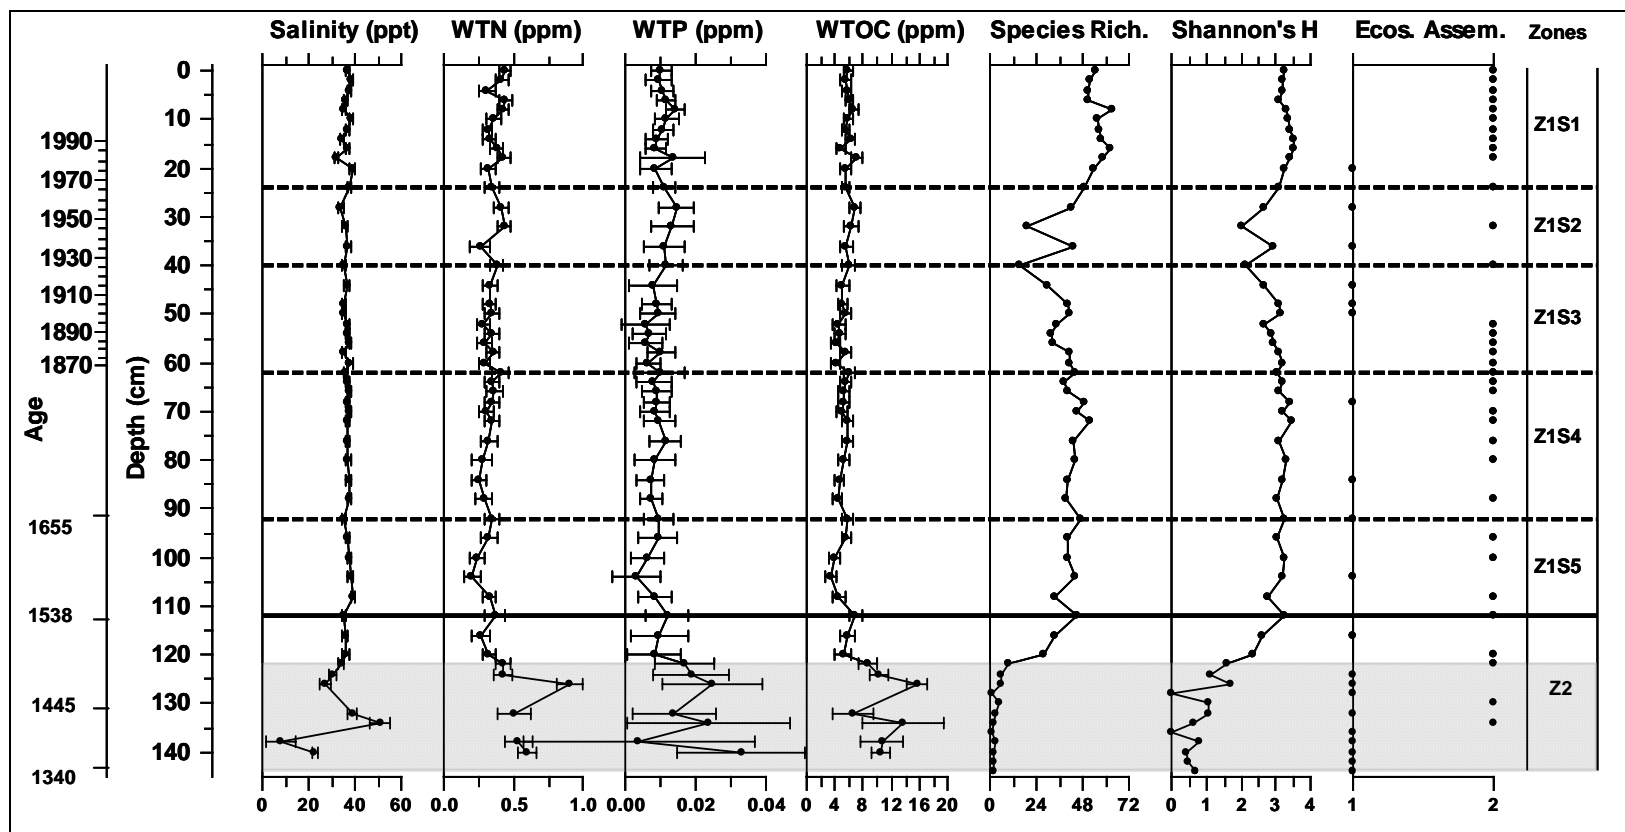 Salinity (ppt) WTN (ppm) WTP (ppm) WTOC (ppm) Species Rich. Shannon's H Ecos. Assem. Zones
0
10
1990
20
1970
30
1950
1930
40
1910
50
1890
60
1870
70
80
90
1655
100
110
1538
120
130
1445
140
1340
Age
Depth (cm)
Z1S1
Z1S2
Z1S3
Z1S4
Z1S5
Z2
0 20 40 60 0.0 0.5 1.0 0.00 0.02 0.04 0 4 8 12 16 20 0 24 48 72 0 1 2 3 4 1 2